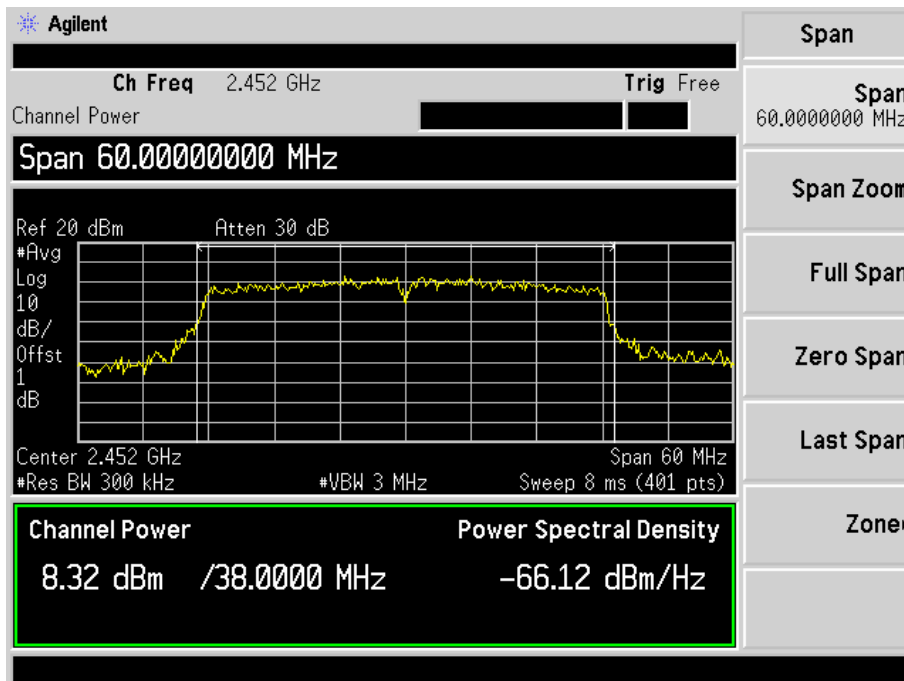 Agilent
Span
Ch Freq 2.452 GHz Trig Free
Channel Power
Span
60.0000000 MHz
Span 60.00000000 MHz
Span Zoom
Ref 20 dBm Atten 30 dB
#Avg
Log
10
dB/
Offst
1
dB
Full Span
Zero Span
Last Span
Center 2.452 GHz Span 60 MHz
#Res BW 300 kHz #VBW 3 MHz Sweep 8 ms (401 pts)
Channel Power Power Spectral Density
8.32 dBm /38.0000 MHz -66.12 dBm/Hz
Zone